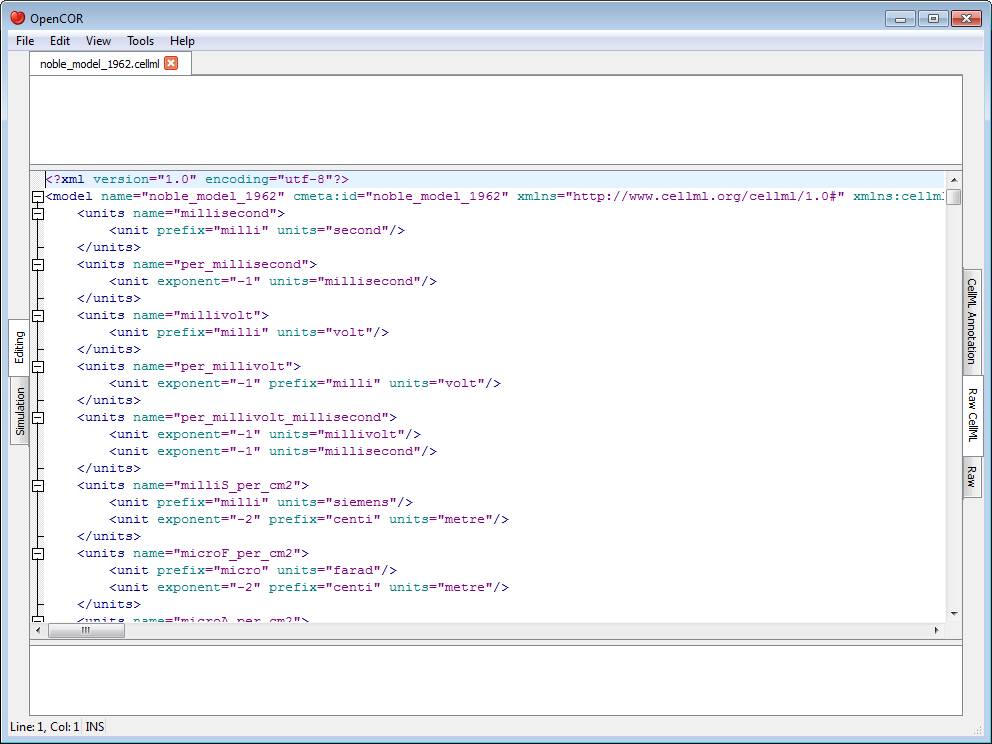 OpenCOR
File Edit View Tools Help
noble_model_1962.cellml
<?xml version="1.0" encoding="utf-8"?>
<model name="noble_model_1962" cmeta:id="noble_model_1962" xmlns="http://www.cellml.org/cellml/1.0#" xmlns:cellml
<units name="millisecond">
<unit prefix="milli" units="second"/>
</units>
<units name="per_millisecond">
<unit exponent="-1" units="millisecond"/>
</units>
<units name="millivolt">
<unit prefix="milli" units="volt"/>
</units>
<units name="per_millivolt">
<unit exponent="-1" prefix="milli" units="volt"/>
</units>
<units name="per_millivolt_millisecond">
<unit exponent="-1" units="millivolt"/>
<unit exponent="-1" units="millisecond"/>
</units>
<units name="milliS_per_cm2">
<unit prefix="milli" units="siemens"/>
<unit exponent="-2" prefix="centi" units="metre"/>
</units>
<units name="microF_per_cm2">
<unit prefix="micro" units="farad"/>
<unit exponent="-2" prefix="centi" units="metre"/>
</units>
<units name="microA_per_cm2">
Editing
Simulation
CellML Annotation
Raw CellML
Raw
Line: 1, Col: 1 INS